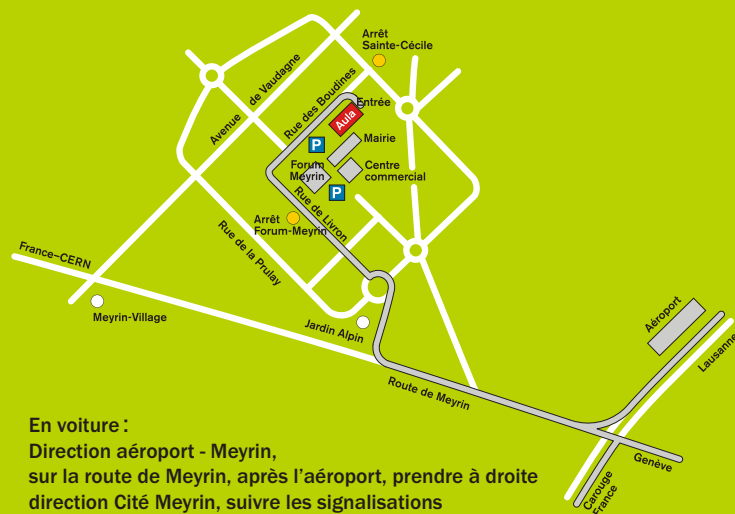 Arrêt
Sainte-Cécile
Avenue de Vaudagne
Rue des Boudines
Entrée
Aula
P
Mairie
Forum
Meyrin
Centre
commercial
P
Rue de Livron
Arrêt
Forum-Meyrin
Rue de la Prulay
France–CERN
Meyrin-Village
Jardin Alpin
Aéroport
Lausanne
Route de Meyrin
Genève
Carouge
France
En voiture :
Direction aéroport - Meyrin,
sur la route de Meyrin, après l'aéroport, prendre à droite
direction Cité Meyrin, suivre les signalisations